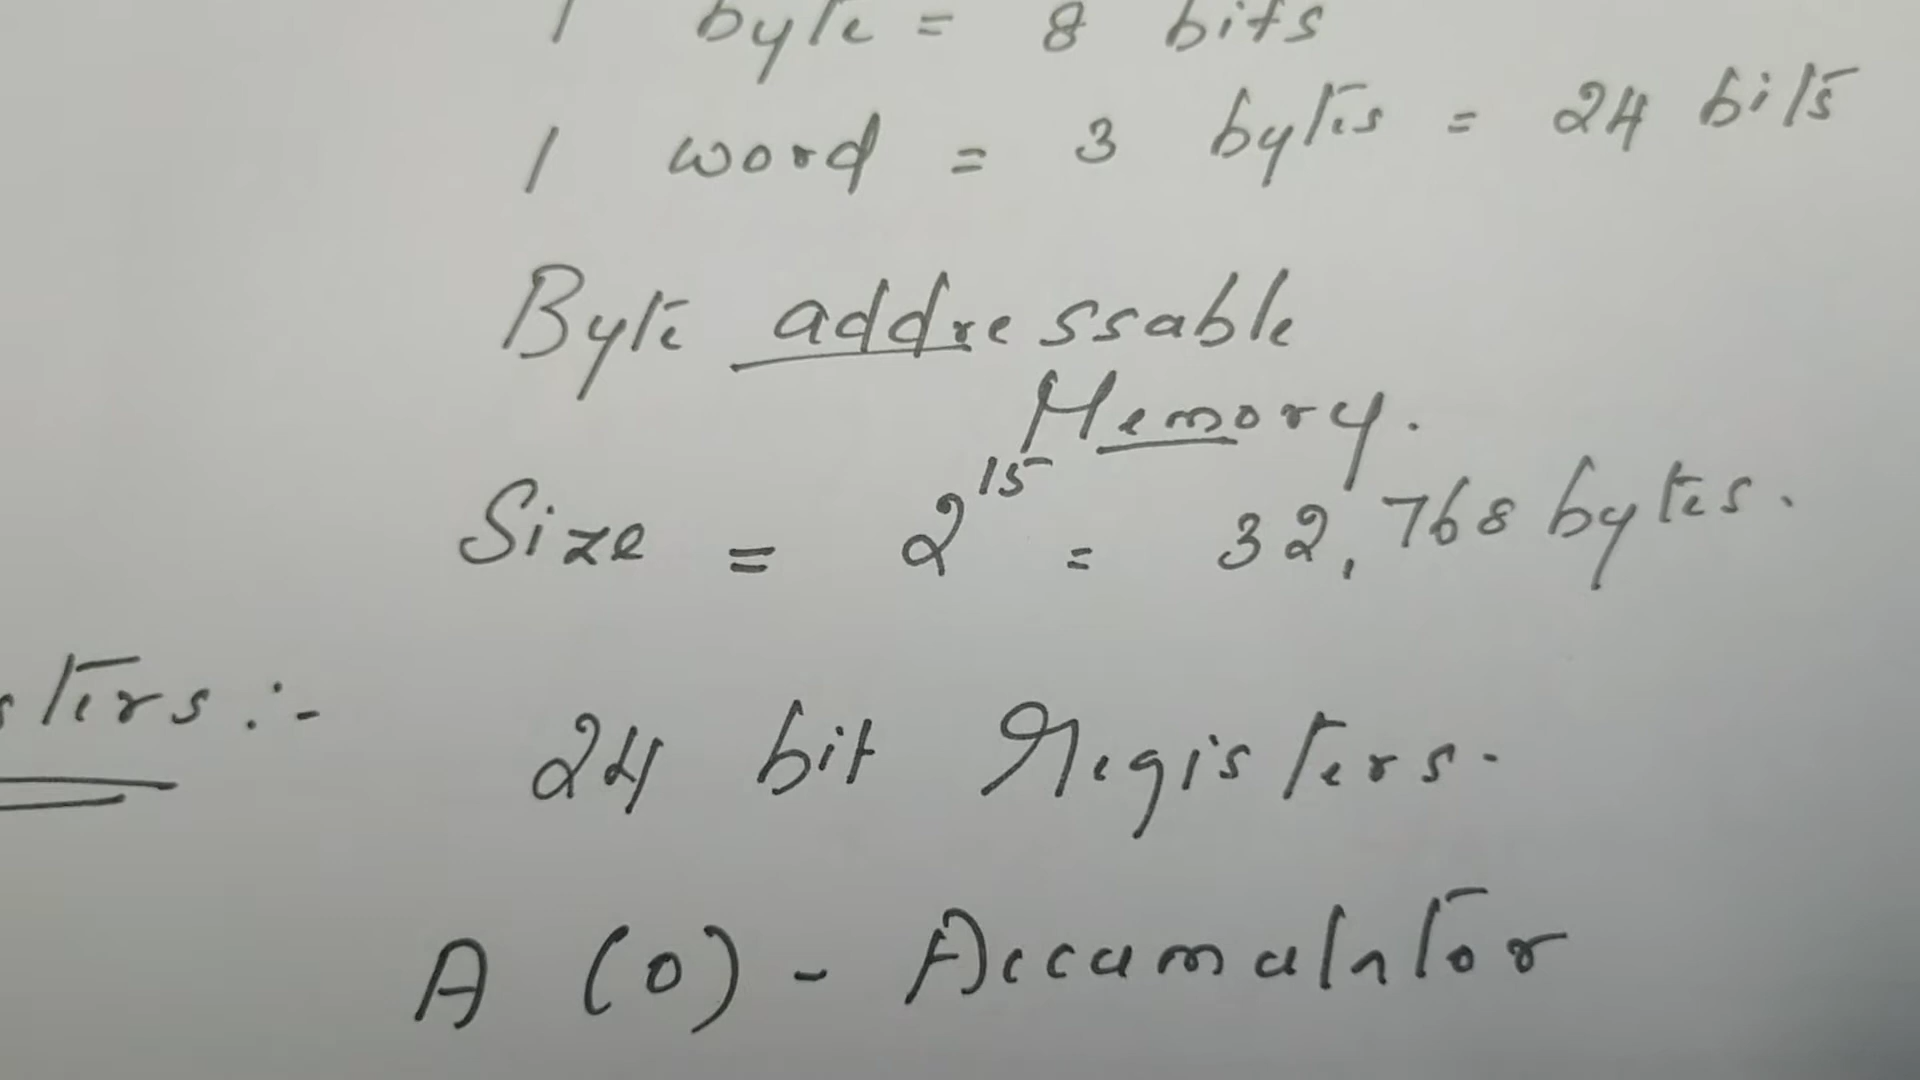 1 byte = 8 bits
1 word = 3 bytes = 24 bits
Byte addressable
Memory.
Size = 2^15 = 32,768 bytes.
sters :-
24 bit Registers.
A (0) - Accumulator